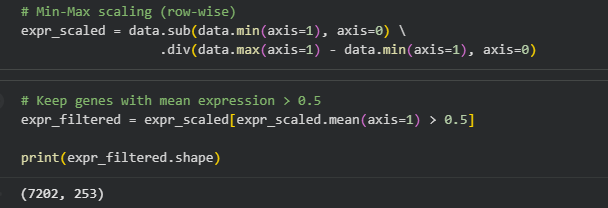 # Min-Max scaling (row-wise)
expr_scaled = data.sub(data.min(axis=1), axis=0) \
                  .div(data.max(axis=1) - data.min(axis=1), axis=0)
# Keep genes with mean expression > 0.5
expr_filtered = expr_scaled[expr_scaled.mean(axis=1) > 0.5]
print(expr_filtered.shape)
(7202, 253)